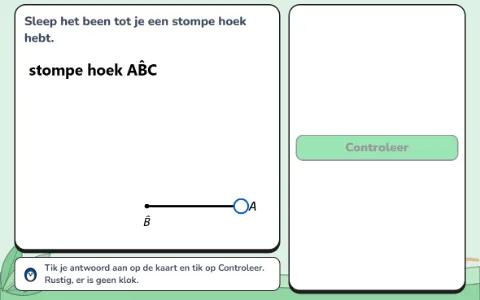 Sleep het been tot je een stompe hoek
hebt.
stompe hoek AB̂C
A
B̂
Tik je antwoord aan op de kaart en tik op Controleer.
Rustig, er is geen klok.
Controleer